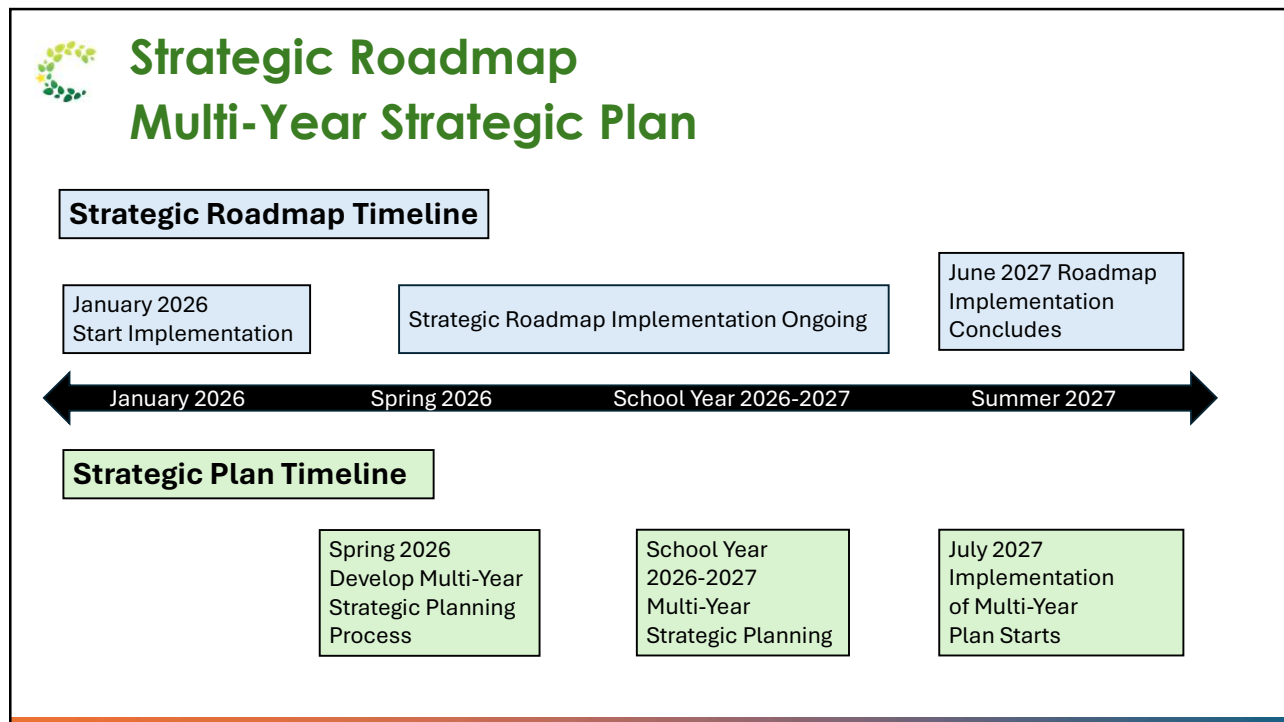 Strategic Roadmap
Multi-Year Strategic Plan
Strategic Roadmap Timeline
January 2026
Start Implementation
Strategic Roadmap Implementation Ongoing
June 2027 Roadmap
Implementation
Concludes
January 2026
Spring 2026
School Year 2026-2027
Summer 2027
Strategic Plan Timeline
Spring 2026
Develop Multi-Year
Strategic Planning
Process
School Year
2026-2027
Multi-Year
Strategic Planning
July 2027
Implementation
of Multi-Year
Plan Starts